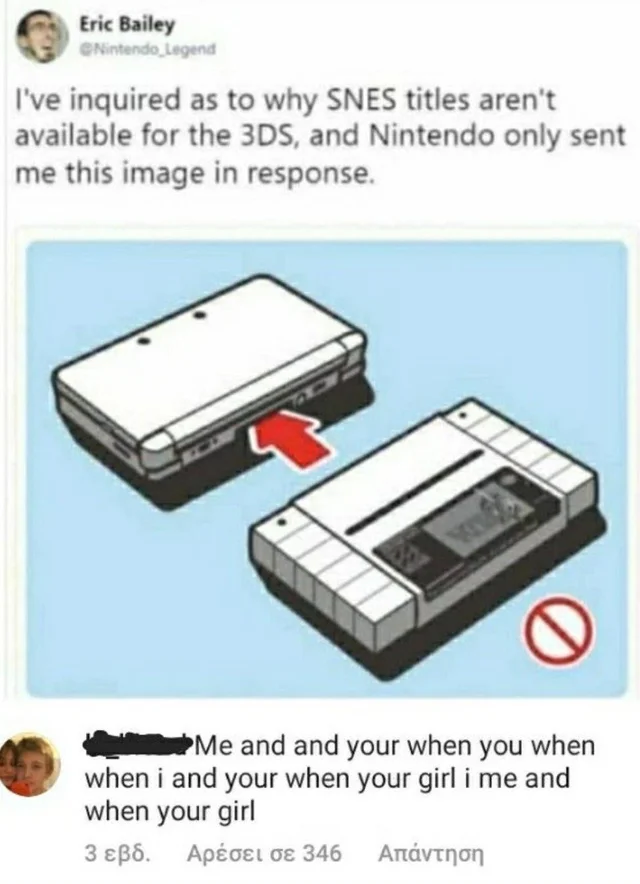 Eric Bailey
@Nintendo_Legend
I've inquired as to why SNES titles aren't
available for the 3DS, and Nintendo only sent
me this image in response.
Me and and your when you when
when i and your when your girl i me and
when your girl
3 εβδ. Αρέσει σε 346 Απάντηση